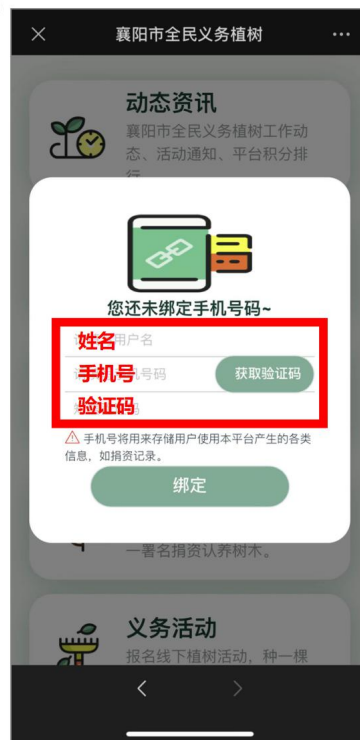 襄阳市全民义务植树
动态资讯
襄阳市全民义务植树工作动
态、活动通知、平台积分排
行
您还未绑定手机号码~
姓名 用户名
手机号 号码 获取验证码
验证码
手机号将用来存储用户使用本平台产生的各类
信息，如捐资记录。
绑定
一署名捐资认养树木。
义务活动
报名线下植树活动，种一棵